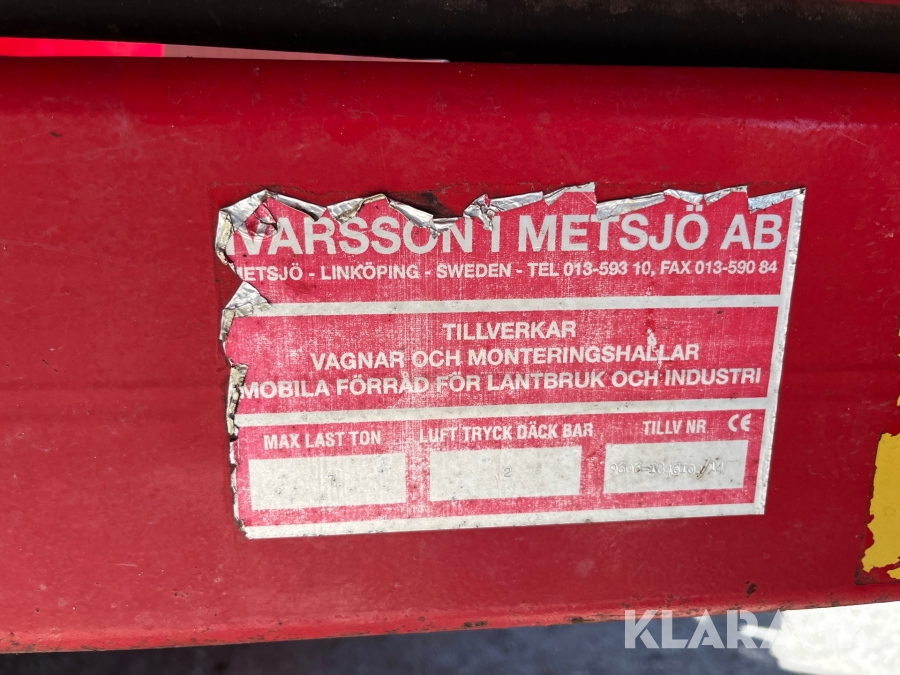 IVARSSON I METSJÖ AB
METSJÖ - LINKÖPING - SWEDEN - TEL 013-593 10, FAX 013-590 84
TILLVERKAR
VAGNAR OCH MONTERINGSHALLAR
MOBILA FÖRRÅD FÖR LANTBRUK OCH INDUSTRI
MAX LAST TON LUFT TRYCK DÄCK BAR TILLV NR CE
2